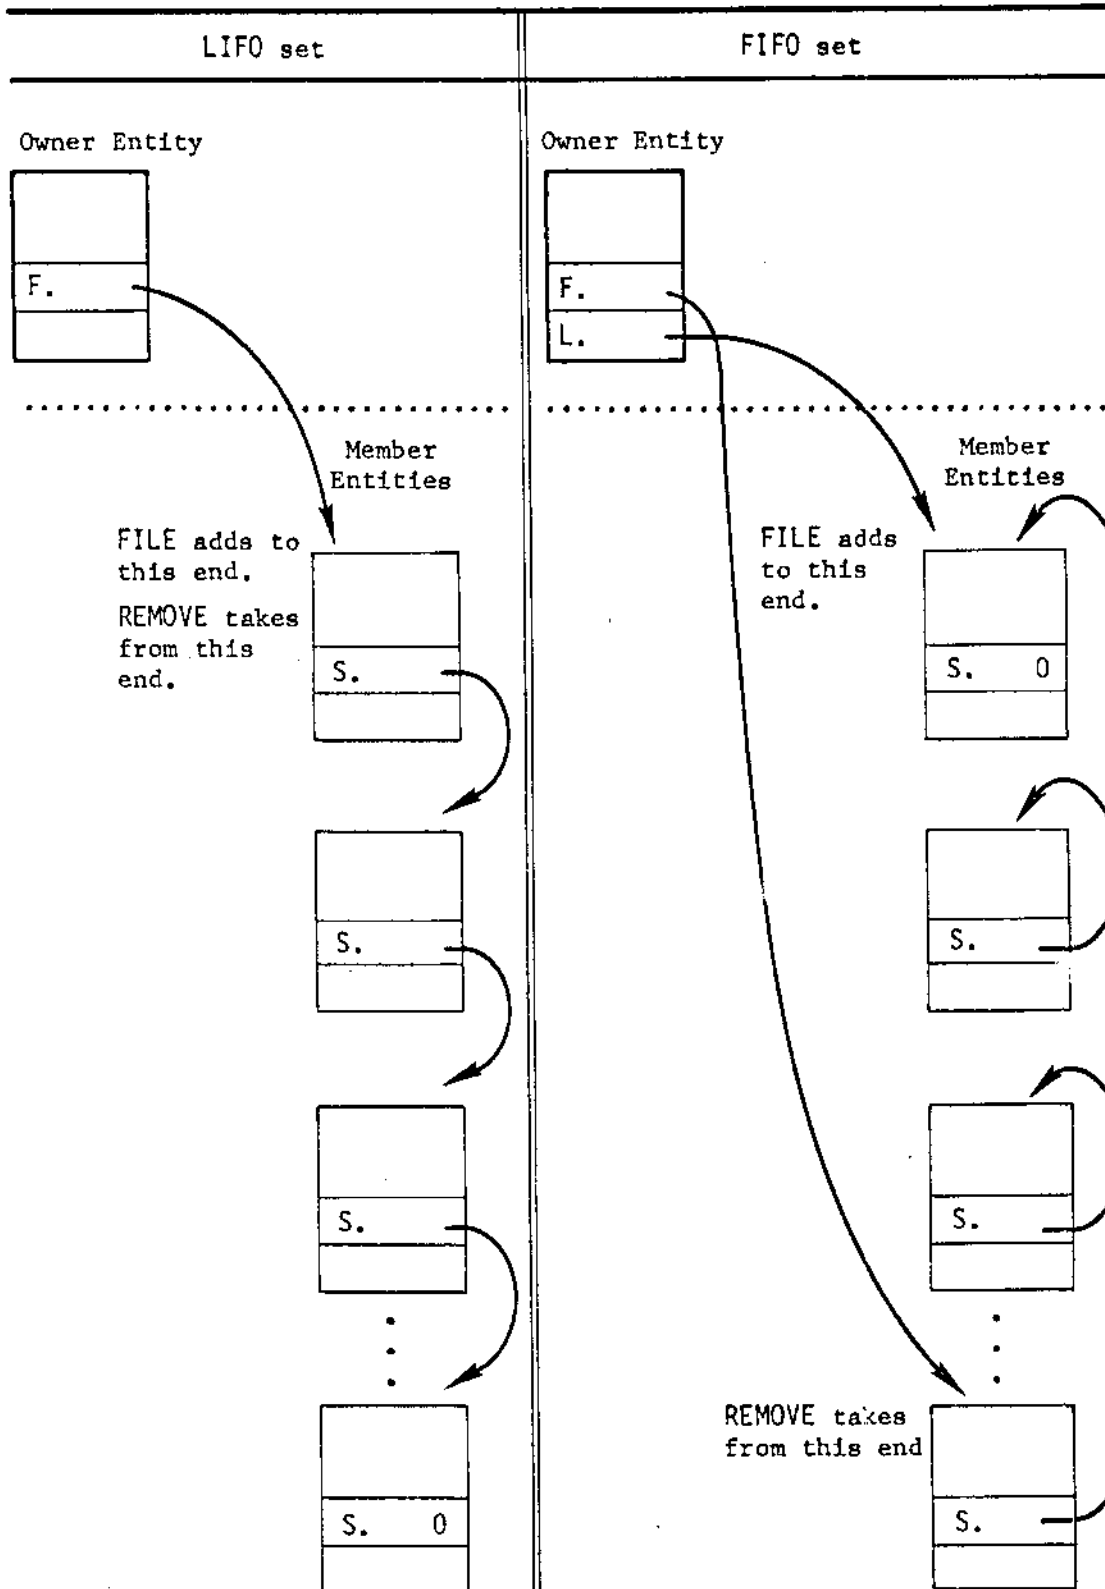 LIFO set
FIFO set
Owner Entity
F.
Member
Entities
FILE adds to
this end.
REMOVE takes
from this
end.
S.
S.
S.
S. 0
Owner Entity
F.
L.
Member
Entities
FILE adds
to this
end.
S. 0
S.
S.
REMOVE takes
from this end
S.